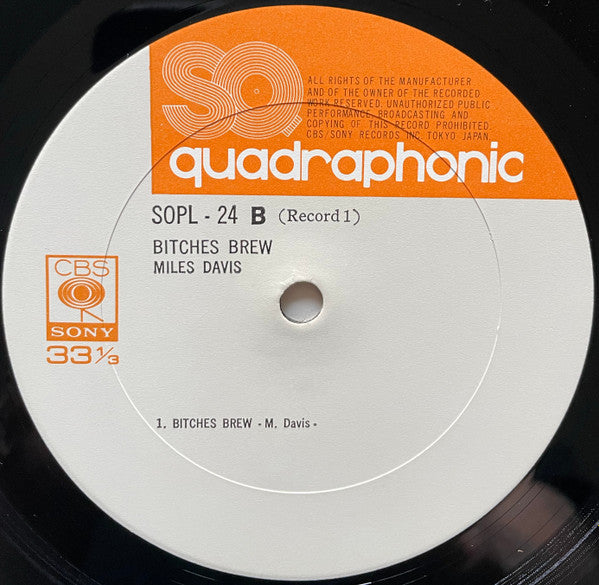 SQ
ALL RIGHTS OF THE MANUFACTURER
AND OF THE OWNER OF THE RECORDED
WORK RESERVED. UNAUTHORIZED PUBLIC
PERFORMANCE, BROADCASTING AND
COPYING OF THIS RECORD PROHIBITED.
CBS/SONY RECORDS INC. TOKYO JAPAN.
quadraphonic
SOPL - 24 B (Record 1)
BITCHES BREW
MILES DAVIS
CBS
SONY
33 1/3
1. BITCHES BREW - M. Davis -